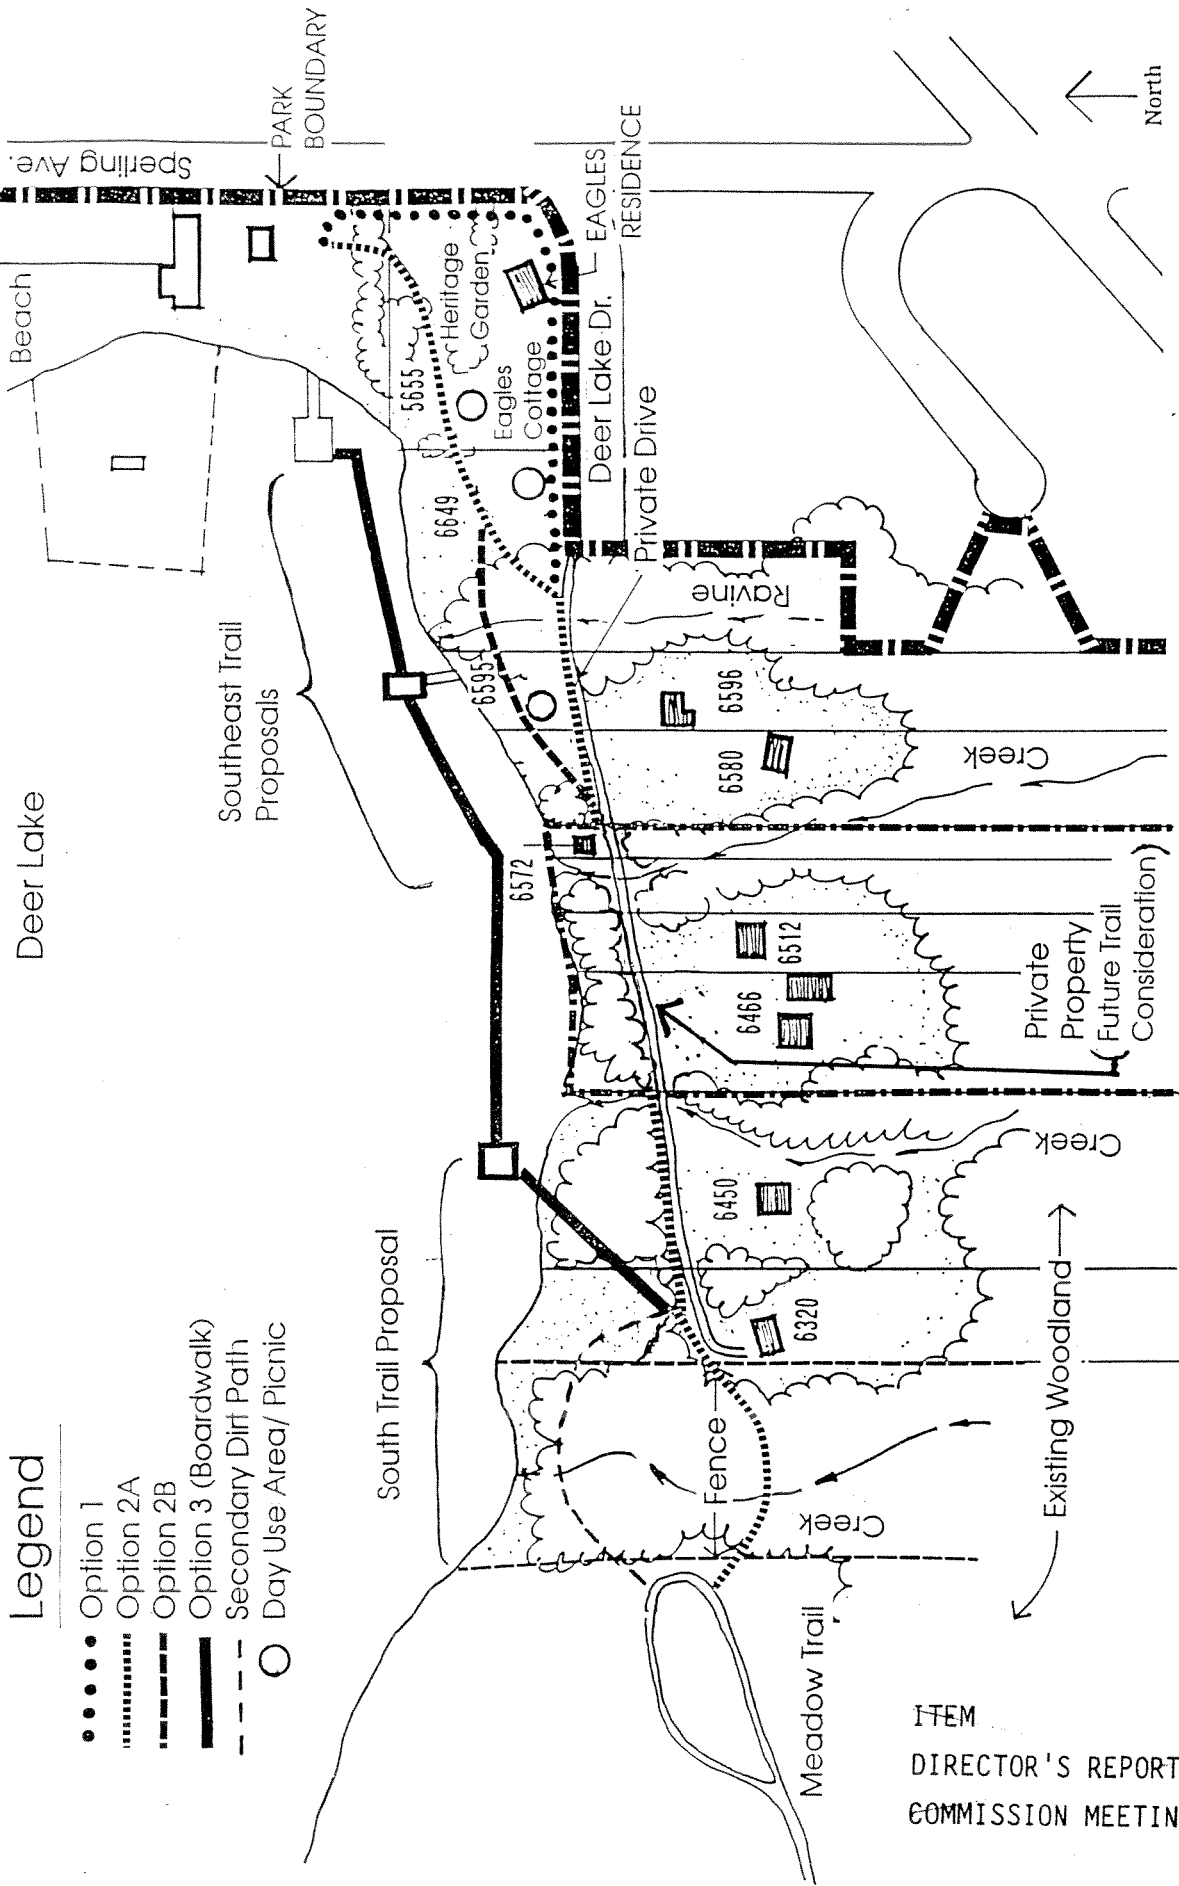 Legend
Option 1
Option 2A
Option 2B
Option 3 (Boardwalk)
Secondary Dirt Path
Day Use Area/ Picnic
Deer Lake
Beach
Sperling Ave.
PARK
BOUNDARY
Southeast Trail
Proposals
South Trail Proposal
5655
Heritage
Garden
Eagles
Cottage
EAGLES
RESIDENCE
Deer Lake Dr.
Private Drive
6649
6595
Ravine
6596
6580
Creek
6572
6512
6466
Private
Property
(Future Trail
Consideration)
Creek
6450
6320
Fence
Creek
Existing Woodland
Meadow Trail
North
ITEM
DIRECTOR'S REPORT
COMMISSION MEETIN